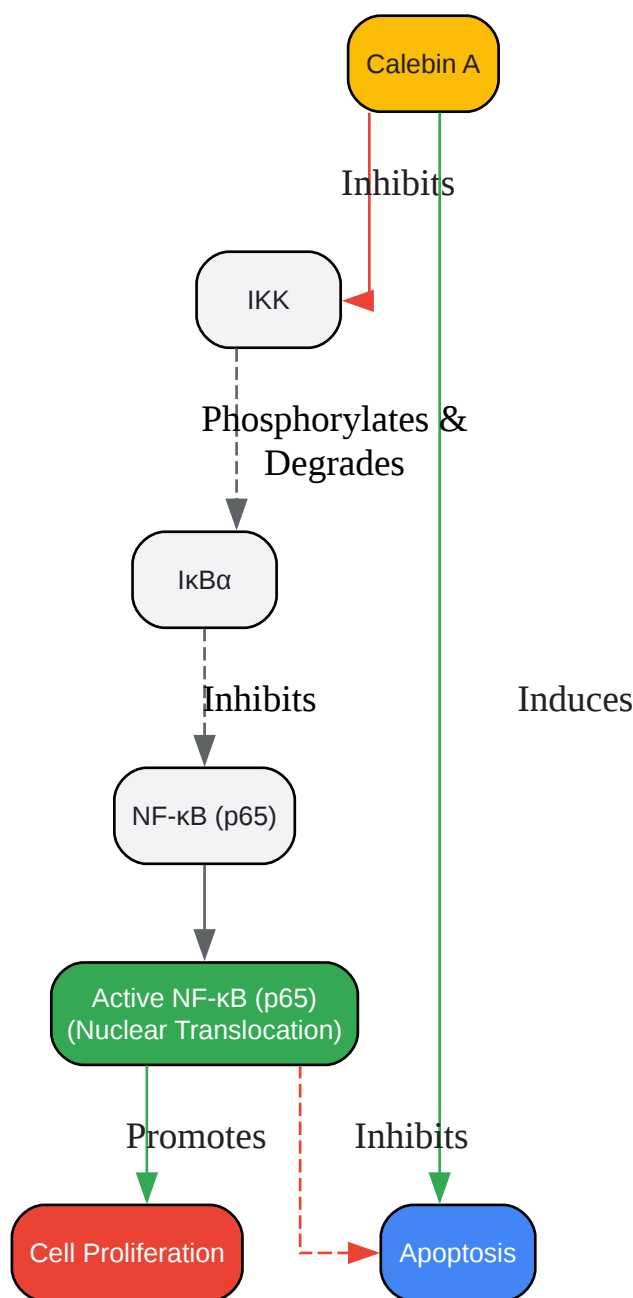 Calebin A
Inhibits
IKK
Phosphorylates &
Degrades
IκBα
Inhibits
Induces
NF-κB (p65)
Active NF-κB (p65)
(Nuclear Translocation)
Promotes
Inhibits
Cell Proliferation
Apoptosis